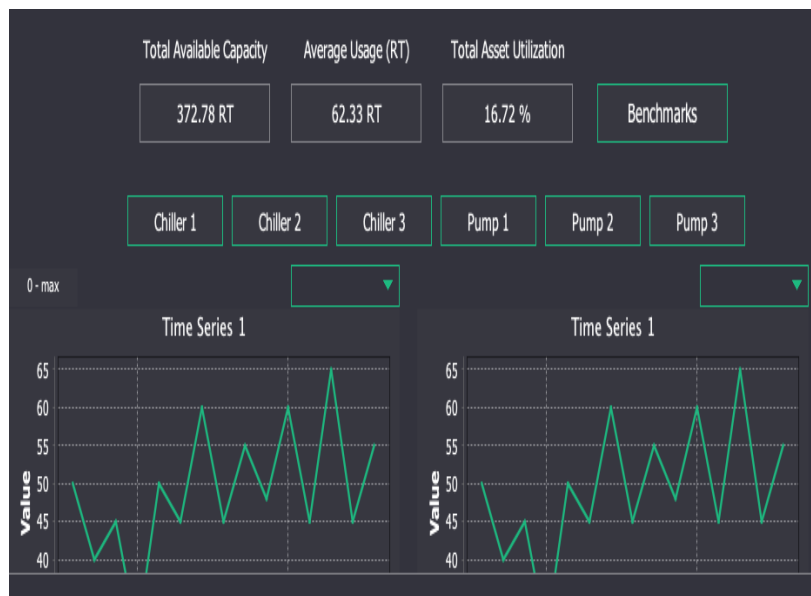 Total Available Capacity Average Usage (RT) Total Asset Utilization
372.78 RT 62.33 RT 16.72 % Benchmarks
Chiller 1 Chiller 2 Chiller 3 Pump 1 Pump 2 Pump 3
0 - max
Time Series 1 Time Series 1
65 65
60 60
55 55
50 50
45 45
40 40
Value Value